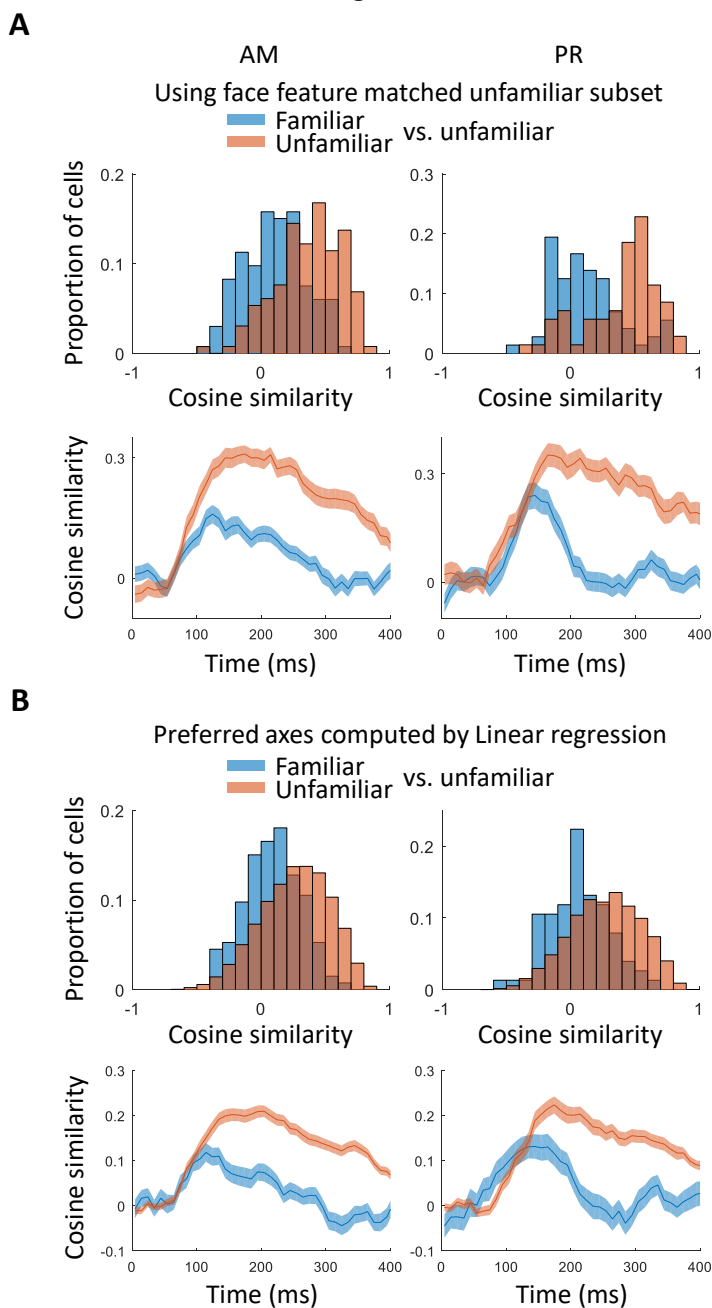 A
AM
PR
Using face feature matched unfamiliar subset
Familiar
Unfamiliar
vs. unfamiliar
Proportion of cells
0.2
0.1
0
-1
0
1
Cosine similarity
0.3
0.2
0.1
0
-1
0
1
Cosine similarity
Cosine similarity
0.3
0
0
100
200
300
400
Time (ms)
0.3
0
0
100
200
300
400
Time (ms)
B
Preferred axes computed by Linear regression
Familiar
Unfamiliar
vs. unfamiliar
Proportion of cells
0.2
0.1
0
-1
0
1
Cosine similarity
0.2
0.1
0
-1
0
1
Cosine similarity
Cosine similarity
0.3
0.2
0.1
0
-0.1
0
100
200
300
400
Time (ms)
0.3
0.2
0.1
0
-0.1
0
100
200
300
400
Time (ms)